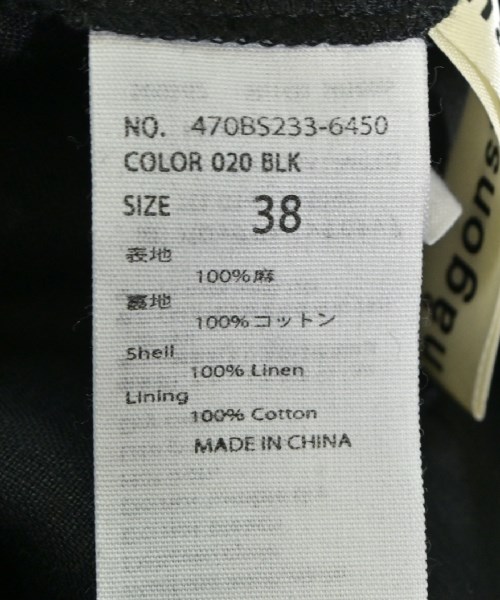 NO. 470BS233-6450
COLOR 020 BLK
SIZE 38
表地
100%麻
裏地
100%コットン
Shell
100% Linen
Lining
100% Cotton
MADE IN CHINA